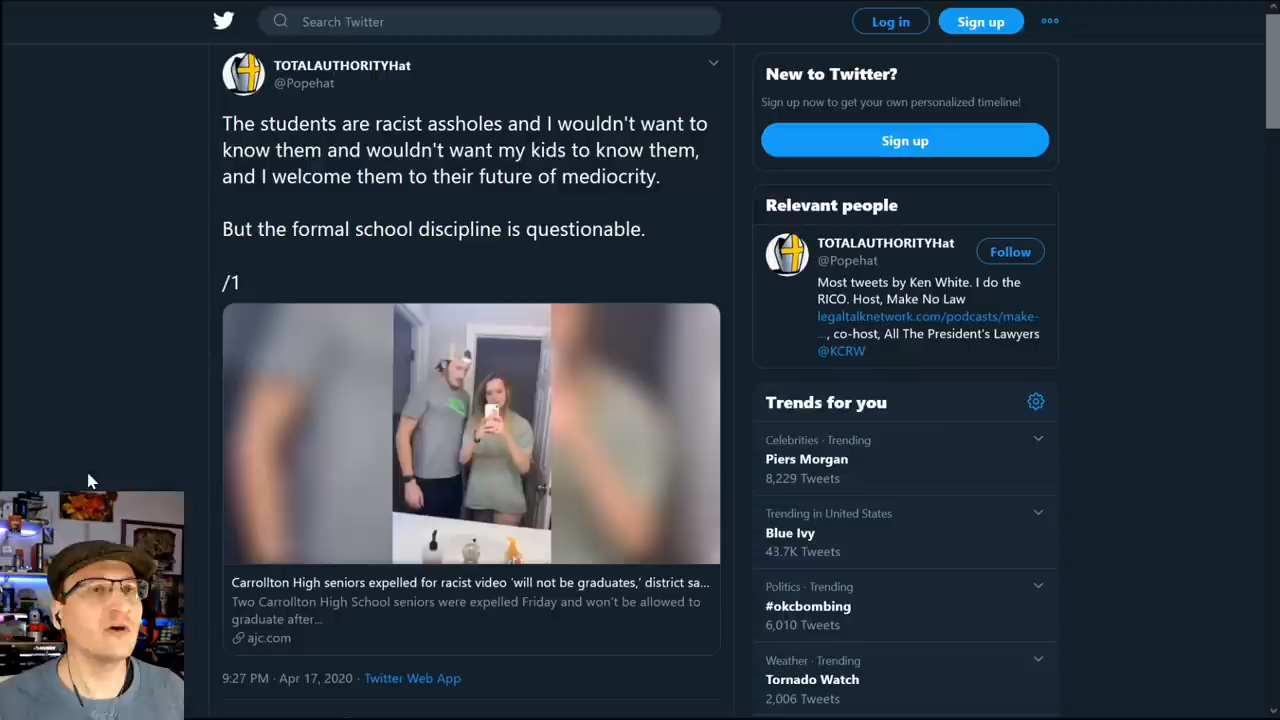 Search Twitter
Log in
Sign up
TOTALAUTHORITYHat
@Popehat
The students are racist assholes and I wouldn't want to
know them and wouldn't want my kids to know them,
and I welcome them to their future of mediocrity.
But the formal school discipline is questionable.
/1
Carrollton High seniors expelled for racist video 'will not be graduates,' district sa...
Two Carrollton High School seniors were expelled Friday and won't be allowed to
graduate after...
ajc.com
9:27 PM · Apr 17, 2020 · Twitter Web App
New to Twitter?
Sign up now to get your own personalized timeline!
Sign up
Relevant people
TOTALAUTHORITYHat
@Popehat
Follow
Most tweets by Ken White. I do the
RICO. Host, Make No Law
legaltalknetwork.com/podcasts/make-
..., co-host, All The President's Lawyers
@KCRW
Trends for you
Celebrities · Trending
Piers Morgan
8,229 Tweets
Trending in United States
Blue Ivy
43.7K Tweets
Politics · Trending
#okcbombing
6,010 Tweets
Weather · Trending
Tornado Watch
2,006 Tweets